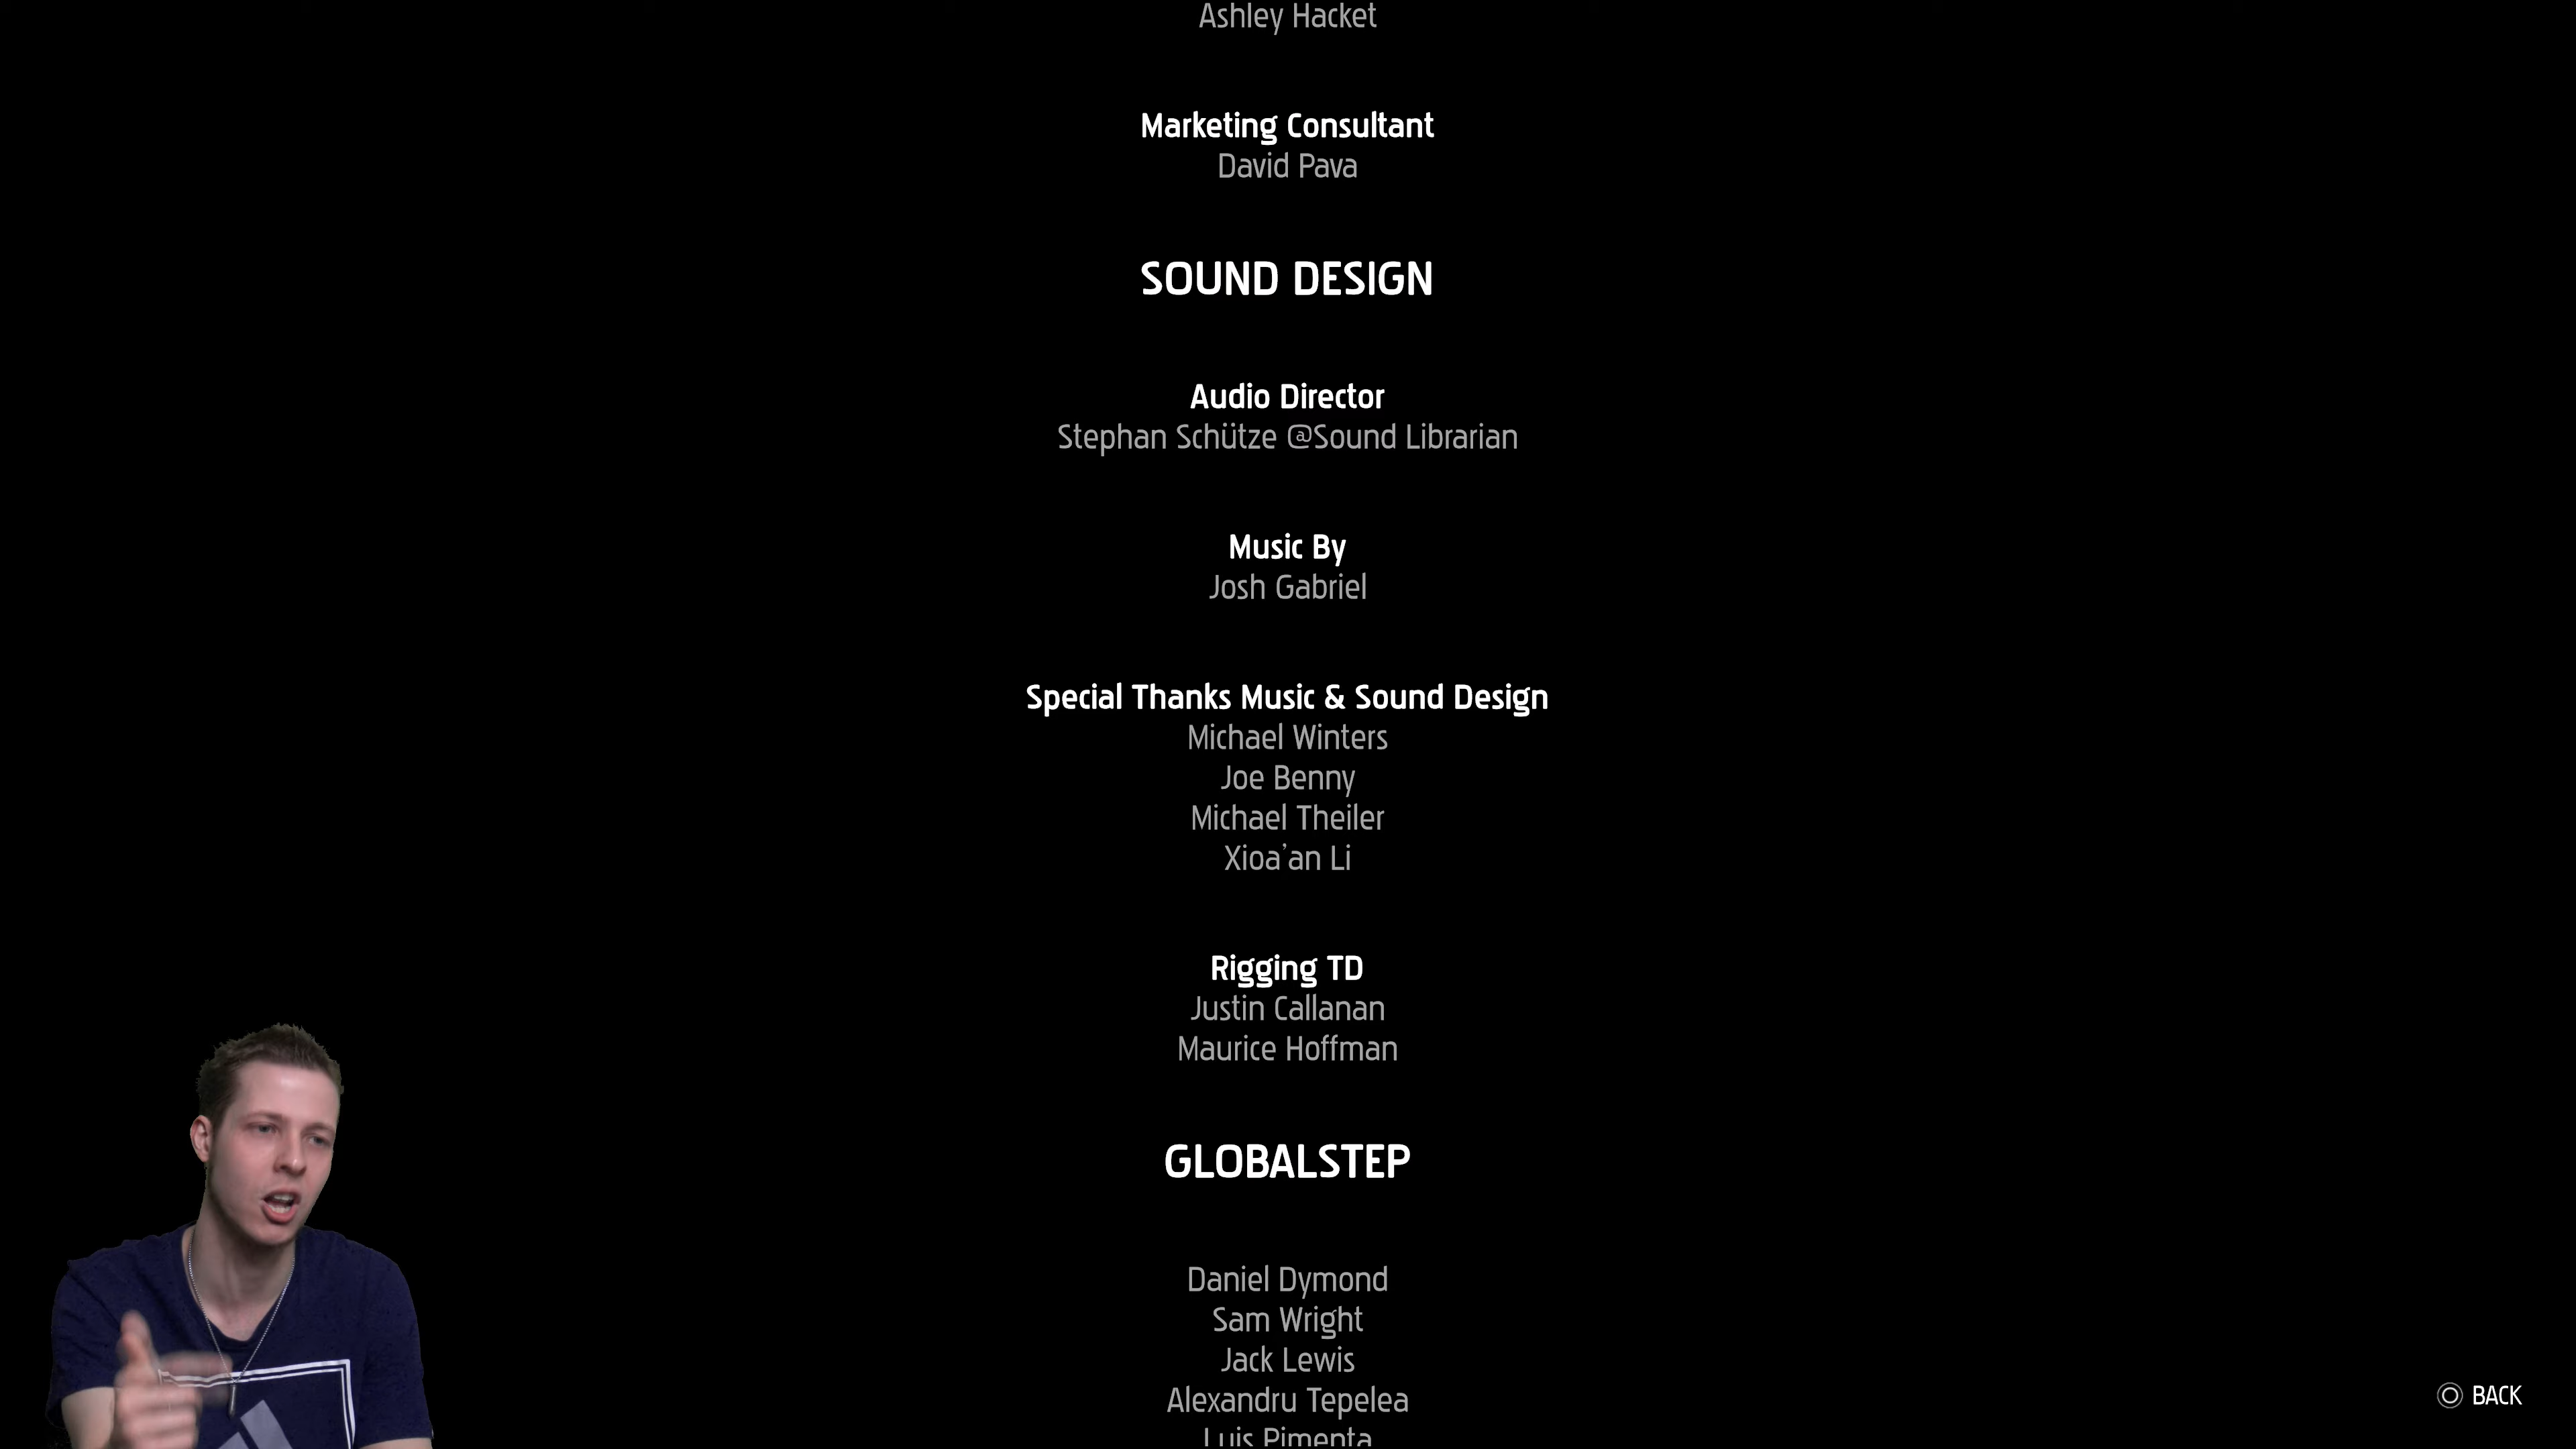 Ashley Hacket
Marketing Consultant
David Pava
SOUND DESIGN
Audio Director
Stephan Schütze @Sound Librarian
Music By
Josh Gabriel
Special Thanks Music & Sound Design
Michael Winters
Joe Benny
Michael Theiler
Xioa’an Li
Rigging TD
Justin Callanan
Maurice Hoffman
GLOBALSTEP
Daniel Dymond
Sam Wright
Jack Lewis
Alexandru Tepelea
Luis Pimenta
BACK